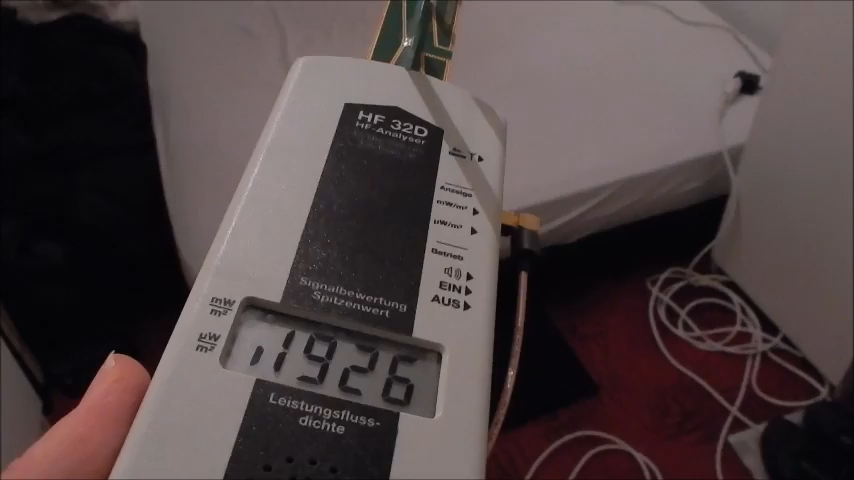 HF 32D
HF-Analyser
Anzeige
mW/m²
µW/m²
Betrieb
EIN
AUS
Signalbewertung
Spitzenwert
mW
m²
µW
m²
1926
Leistungsfluss-
dichte